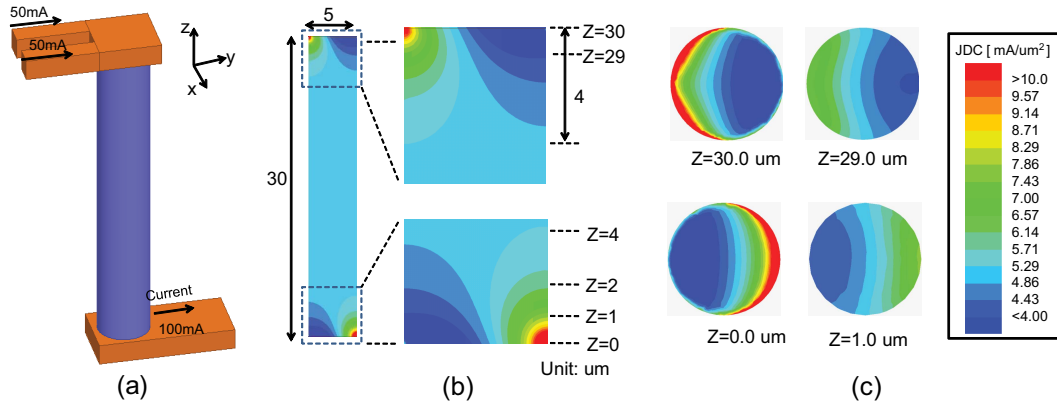 50mA
50mA
z
y
x
Current
100mA
(a)
5
30
Z=30
Z=29
4
Z=4
Z=2
Z=1
Z=0
Unit: um
(b)
Z=30.0 um
Z=29.0 um
Z=0.0 um
Z=1.0 um
(c)
JDC [ mA/um²]
>10.0
9.57
9.14
8.71
8.29
7.86
7.43
7.00
6.57
6.14
5.71
5.29
4.86
4.43
<4.00